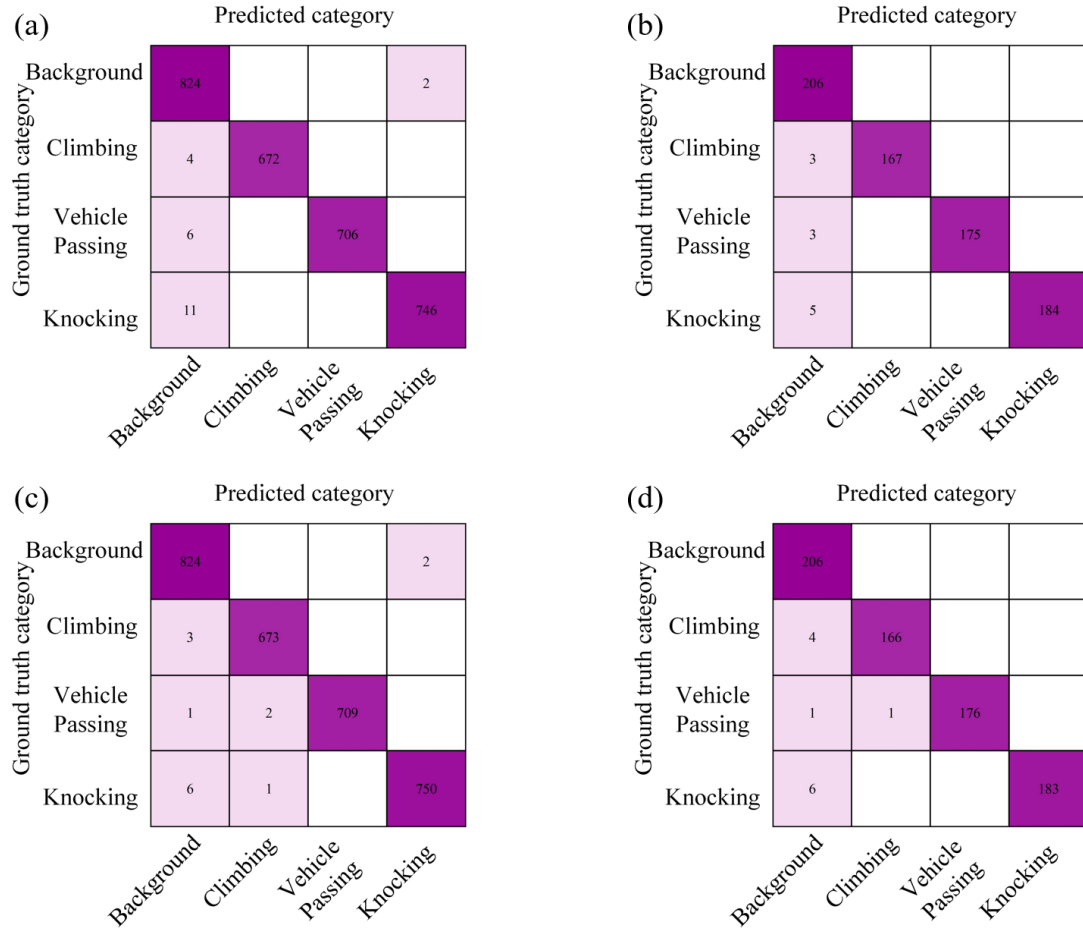 (a)
Predicted category
Ground truth category
Background
824
2
Climbing
4
672
Vehicle
Passing
6
706
Knocking
11
746
Background
Climbing
Vehicle
Passing
Knocking
(b)
Predicted category
Ground truth category
Background
206
Climbing
3
167
Vehicle
Passing
3
175
Knocking
5
184
Background
Climbing
Vehicle
Passing
Knocking
(c)
Predicted category
Ground truth category
Background
824
2
Climbing
3
673
Vehicle
Passing
1
2
709
Knocking
6
1
750
Background
Climbing
Vehicle
Passing
Knocking
(d)
Predicted category
Ground truth category
Background
206
Climbing
4
166
Vehicle
Passing
1
1
176
Knocking
6
183
Background
Climbing
Vehicle
Passing
Knocking